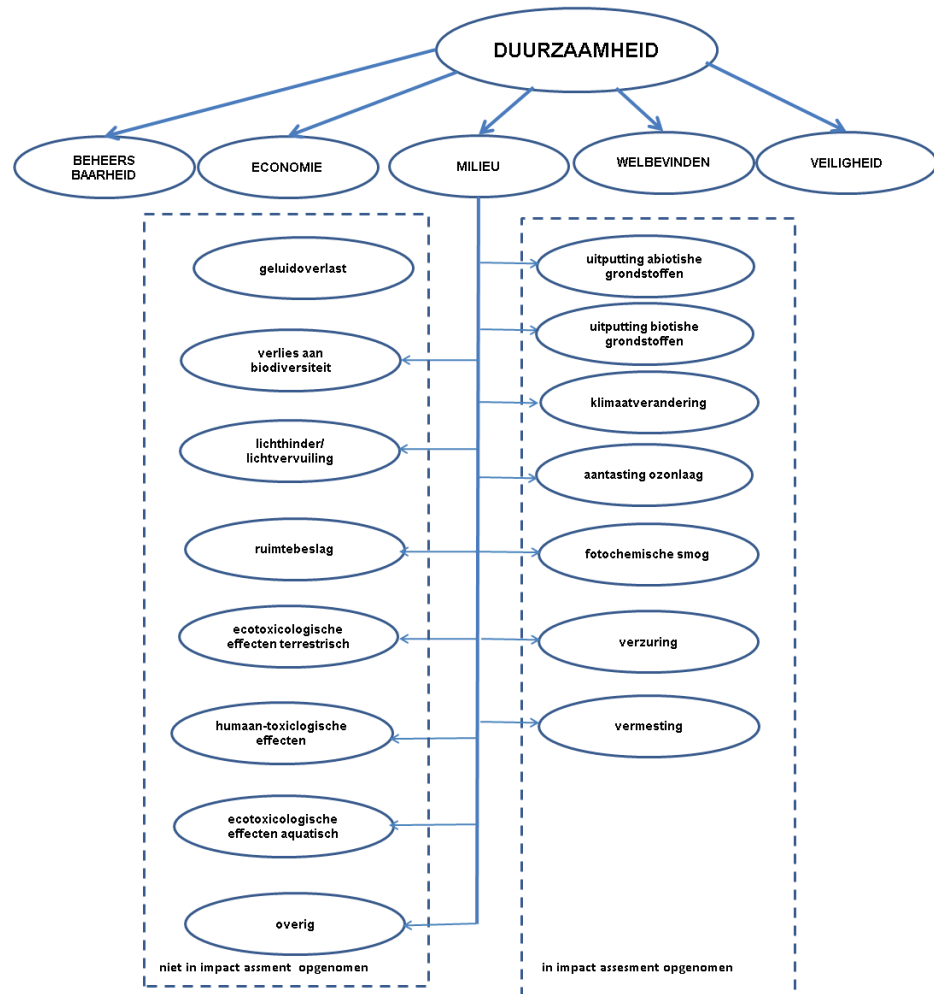 DUURZAAMHEID
BEHEERS
BAARHEID
ECONOMIE
MILIEU
WELBEVINDEN
VEILIGHEID
geluidoverlast
verlies aan
biodiversiteit
lichthinder/
lichtvervuiling
ruimtebeslag
ecotoxicologische
effecten terrestrisch
humaan-toxiclogische
effecten
ecotoxicologische
effecten aquatisch
overig
niet in impact assment opgenomen
uitputting abiotishe
grondstoffen
uitputting biotishe
grondstoffen
klimaatverandering
aantasting ozonlaag
fotochemische smog
verzuring
vermesting
in impact assesment opgenomen